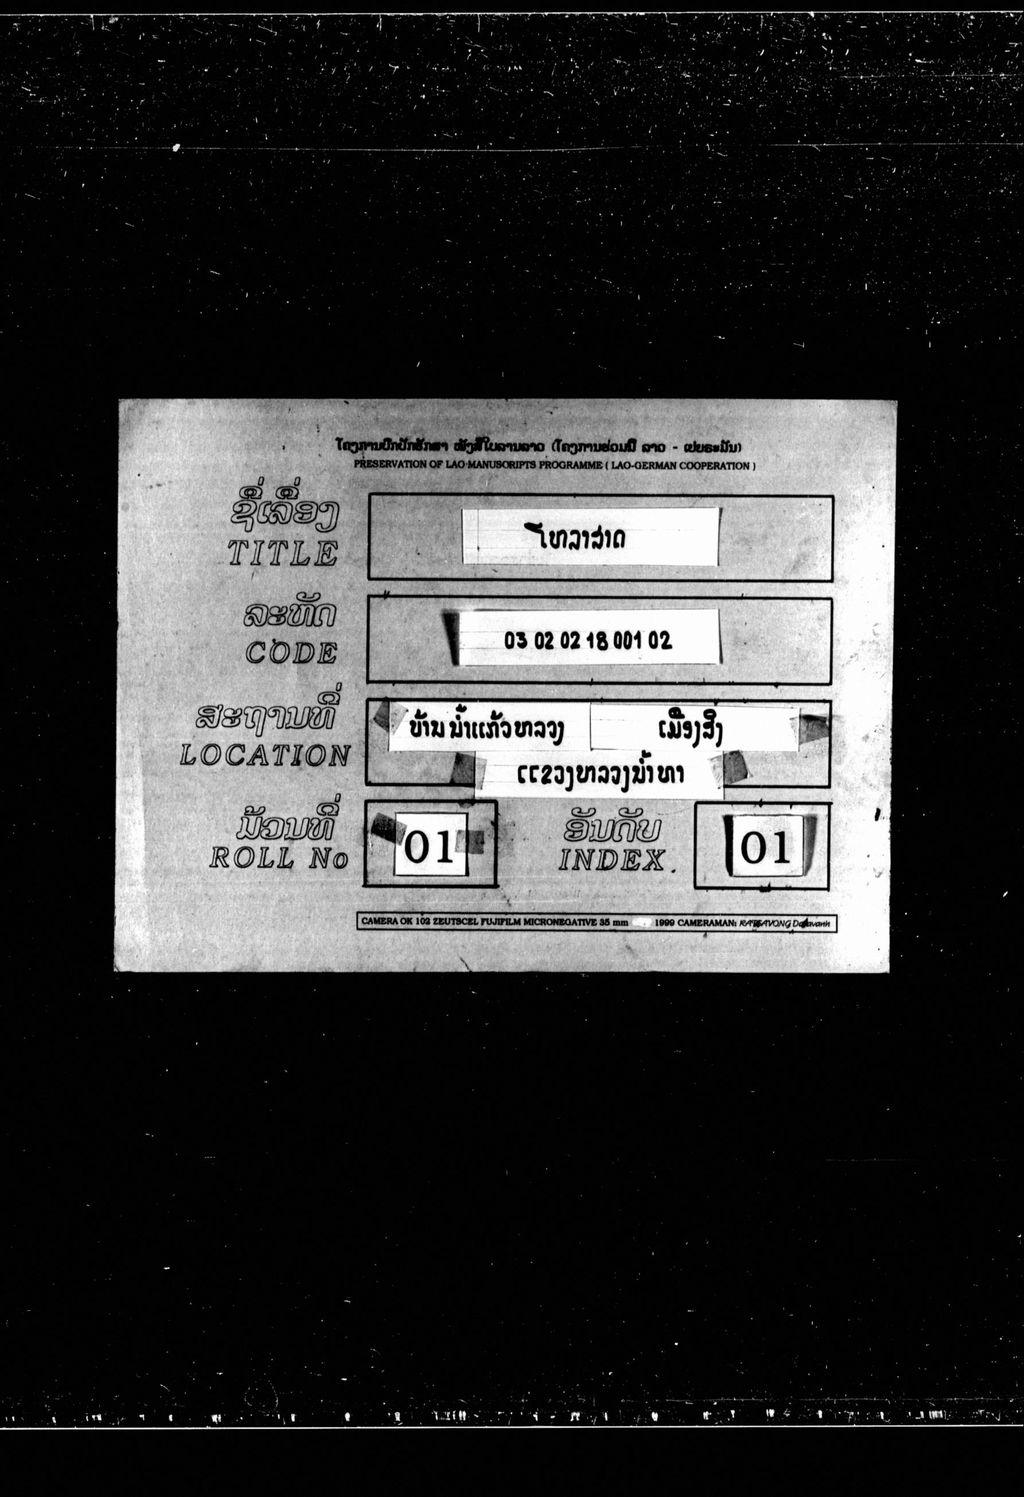 ໂຄງການປົກປັກຮັກສາ ໜັງສືໃບລານລາວ (ໂຄງການຮ່ວມມື ລາວ - ເຢຍຣະມັນ)
PRESERVATION OF LAO MANUSCRIPTS PROGRAMME ( LAO-GERMAN COOPERATION )
ຊື່ເລື່ອງ
TITLE
ໂຫລາສາດ
ລະຫັດ
CODE
03 02 02 18 001 02
ສະຖານທີ່
LOCATION
ບ້ານ ນ້ຳແກ້ວຫລວງ ເມືອງສິງ
ແຂວງຫລວງນ້ຳທາ
ມ້ວນທີ່
ROLL No
01
ອັນດັບ
INDEX
01
CAMERA OK 102 ZEUTSCEL FUJIFILM MICRONEGATIVE 35 mm 1999 CAMERAMAN: